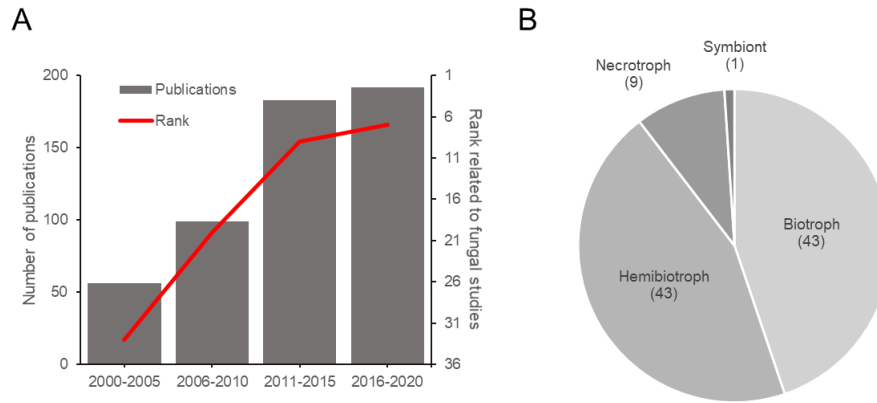 A
Number of publications
200
150
100
50
0
Publications
Rank
1
6
11
16
21
26
31
36
Rank related to fungal studies
2000-2005
2006-2010
2011-2015
2016-2020
B
Symbiont
(1)
Necrotroph
(9)
Biotroph
(43)
Hemibiotroph
(43)